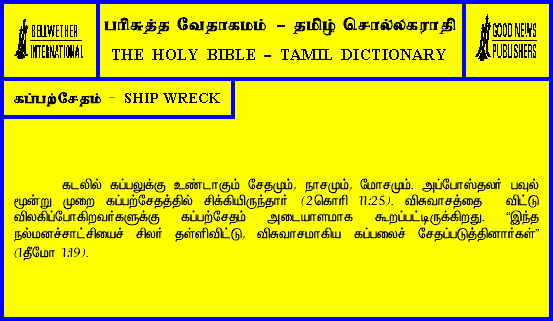 BELLWETHER
INTERNATIONAL
பரிசுத்த வேதாகமம் - தமிழ் சொல்லகராதி
THE HOLY BIBLE - TAMIL DICTIONARY
GOOD NEWS
PUBLISHERS
கப்பற்சேதம் - SHIP WRECK
கடலில் கப்பலுக்கு உண்டாகும் சேதமும், நாசமும், மோசமும். அப்போஸ்தலர் பவுல்
மூன்று முறை கப்பற்சேதத்தில் சிக்கியிருந்தார் (2கொரி 11:25). விசுவாசத்தை விட்டு
விலகிப்போகிறவர்களுக்கு கப்பற்சேதம் அடையாளமாக கூறப்பட்டிருக்கிறது. “இந்த
நல்மனச்சாட்சியைச் சிலர் தள்ளிவிட்டு, விசுவாசமாகிய கப்பலைச் சேதப்படுத்தினார்கள்”
(1தீமோ 1:19).